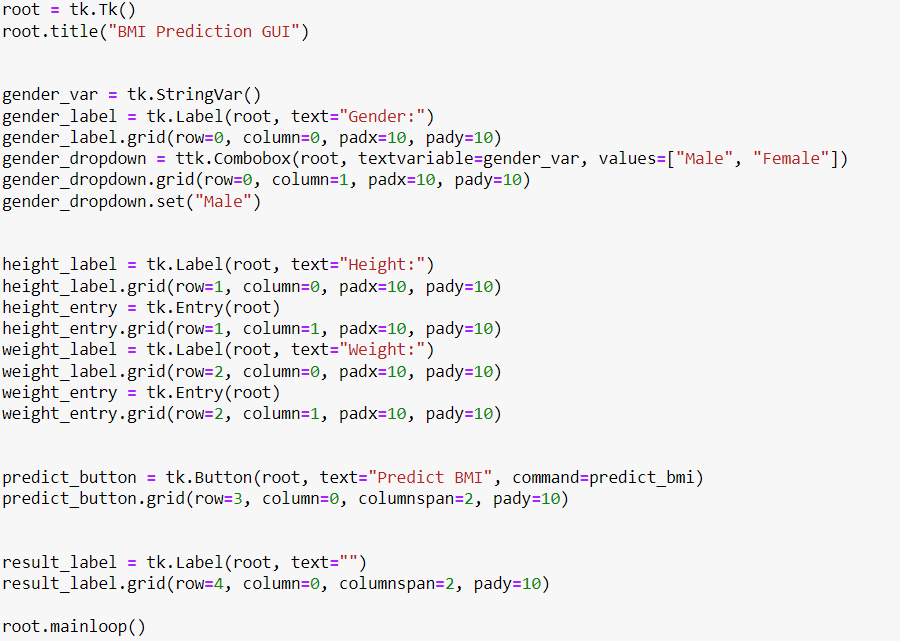 root = tk.Tk()
root.title("BMI Prediction GUI")
gender_var = tk.StringVar()
gender_label = tk.Label(root, text="Gender:")
gender_label.grid(row=0, column=0, padx=10, pady=10)
gender_dropdown = ttk.Combobox(root, textvariable=gender_var, values=["Male", "Female"])
gender_dropdown.grid(row=0, column=1, padx=10, pady=10)
gender_dropdown.set("Male")
height_label = tk.Label(root, text="Height:")
height_label.grid(row=1, column=0, padx=10, pady=10)
height_entry = tk.Entry(root)
height_entry.grid(row=1, column=1, padx=10, pady=10)
weight_label = tk.Label(root, text="Weight:")
weight_label.grid(row=2, column=0, padx=10, pady=10)
weight_entry = tk.Entry(root)
weight_entry.grid(row=2, column=1, padx=10, pady=10)
predict_button = tk.Button(root, text="Predict BMI", command=predict_bmi)
predict_button.grid(row=3, column=0, columnspan=2, pady=10)
result_label = tk.Label(root, text="")
result_label.grid(row=4, column=0, columnspan=2, pady=10)
root.mainloop()